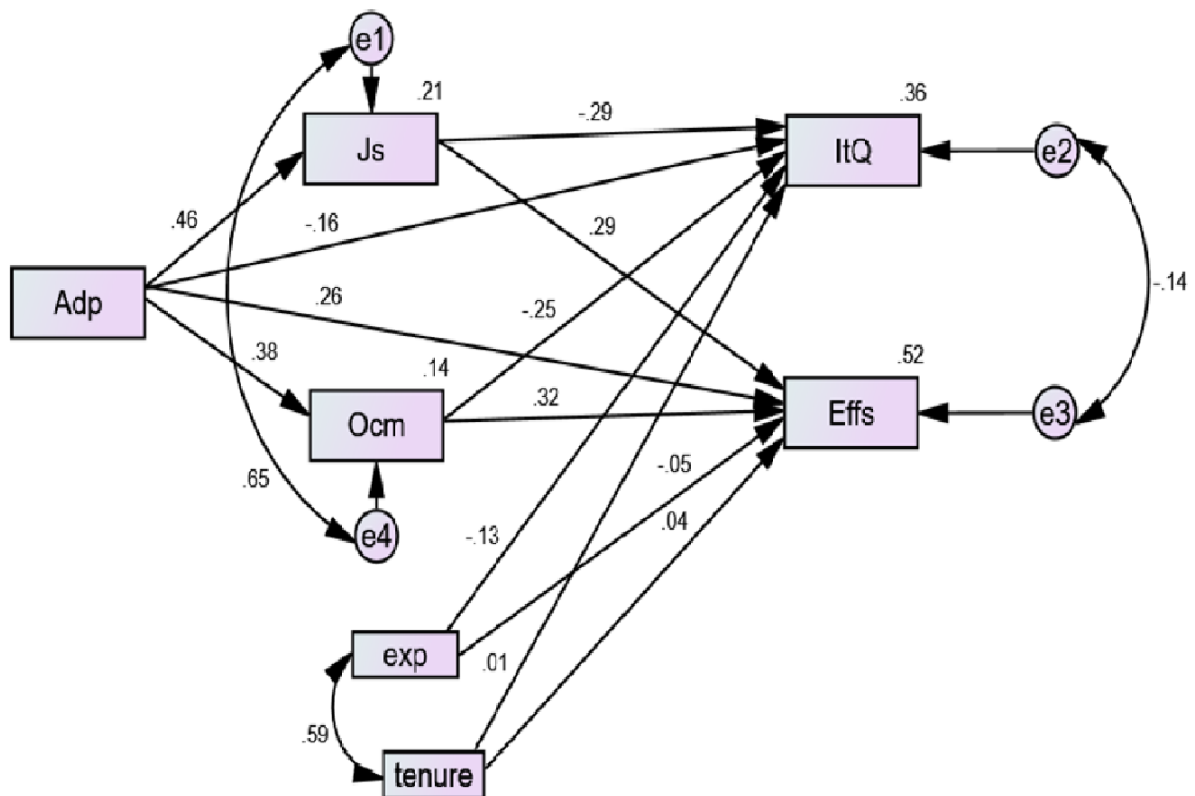 e1
.21
-.29
.36
Js
ItQ
e2
.46
-.16
.29
Adp
.26
-.25
-.14
.38
.14
.32
.52
Ocm
Effs
e3
.65
-.05
e4
-.13
.04
exp
.01
.59
tenure